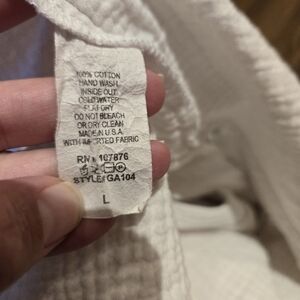 100% COTTON
HAND WASH
INSIDE OUT
COLD WATER
FLAT DRY
DO NOT BLEACH
OR DRY CLEAN
MADE IN U.S.A.
WITH IMPORTED FABRIC
RN# 107876
STYLE: GA104
L